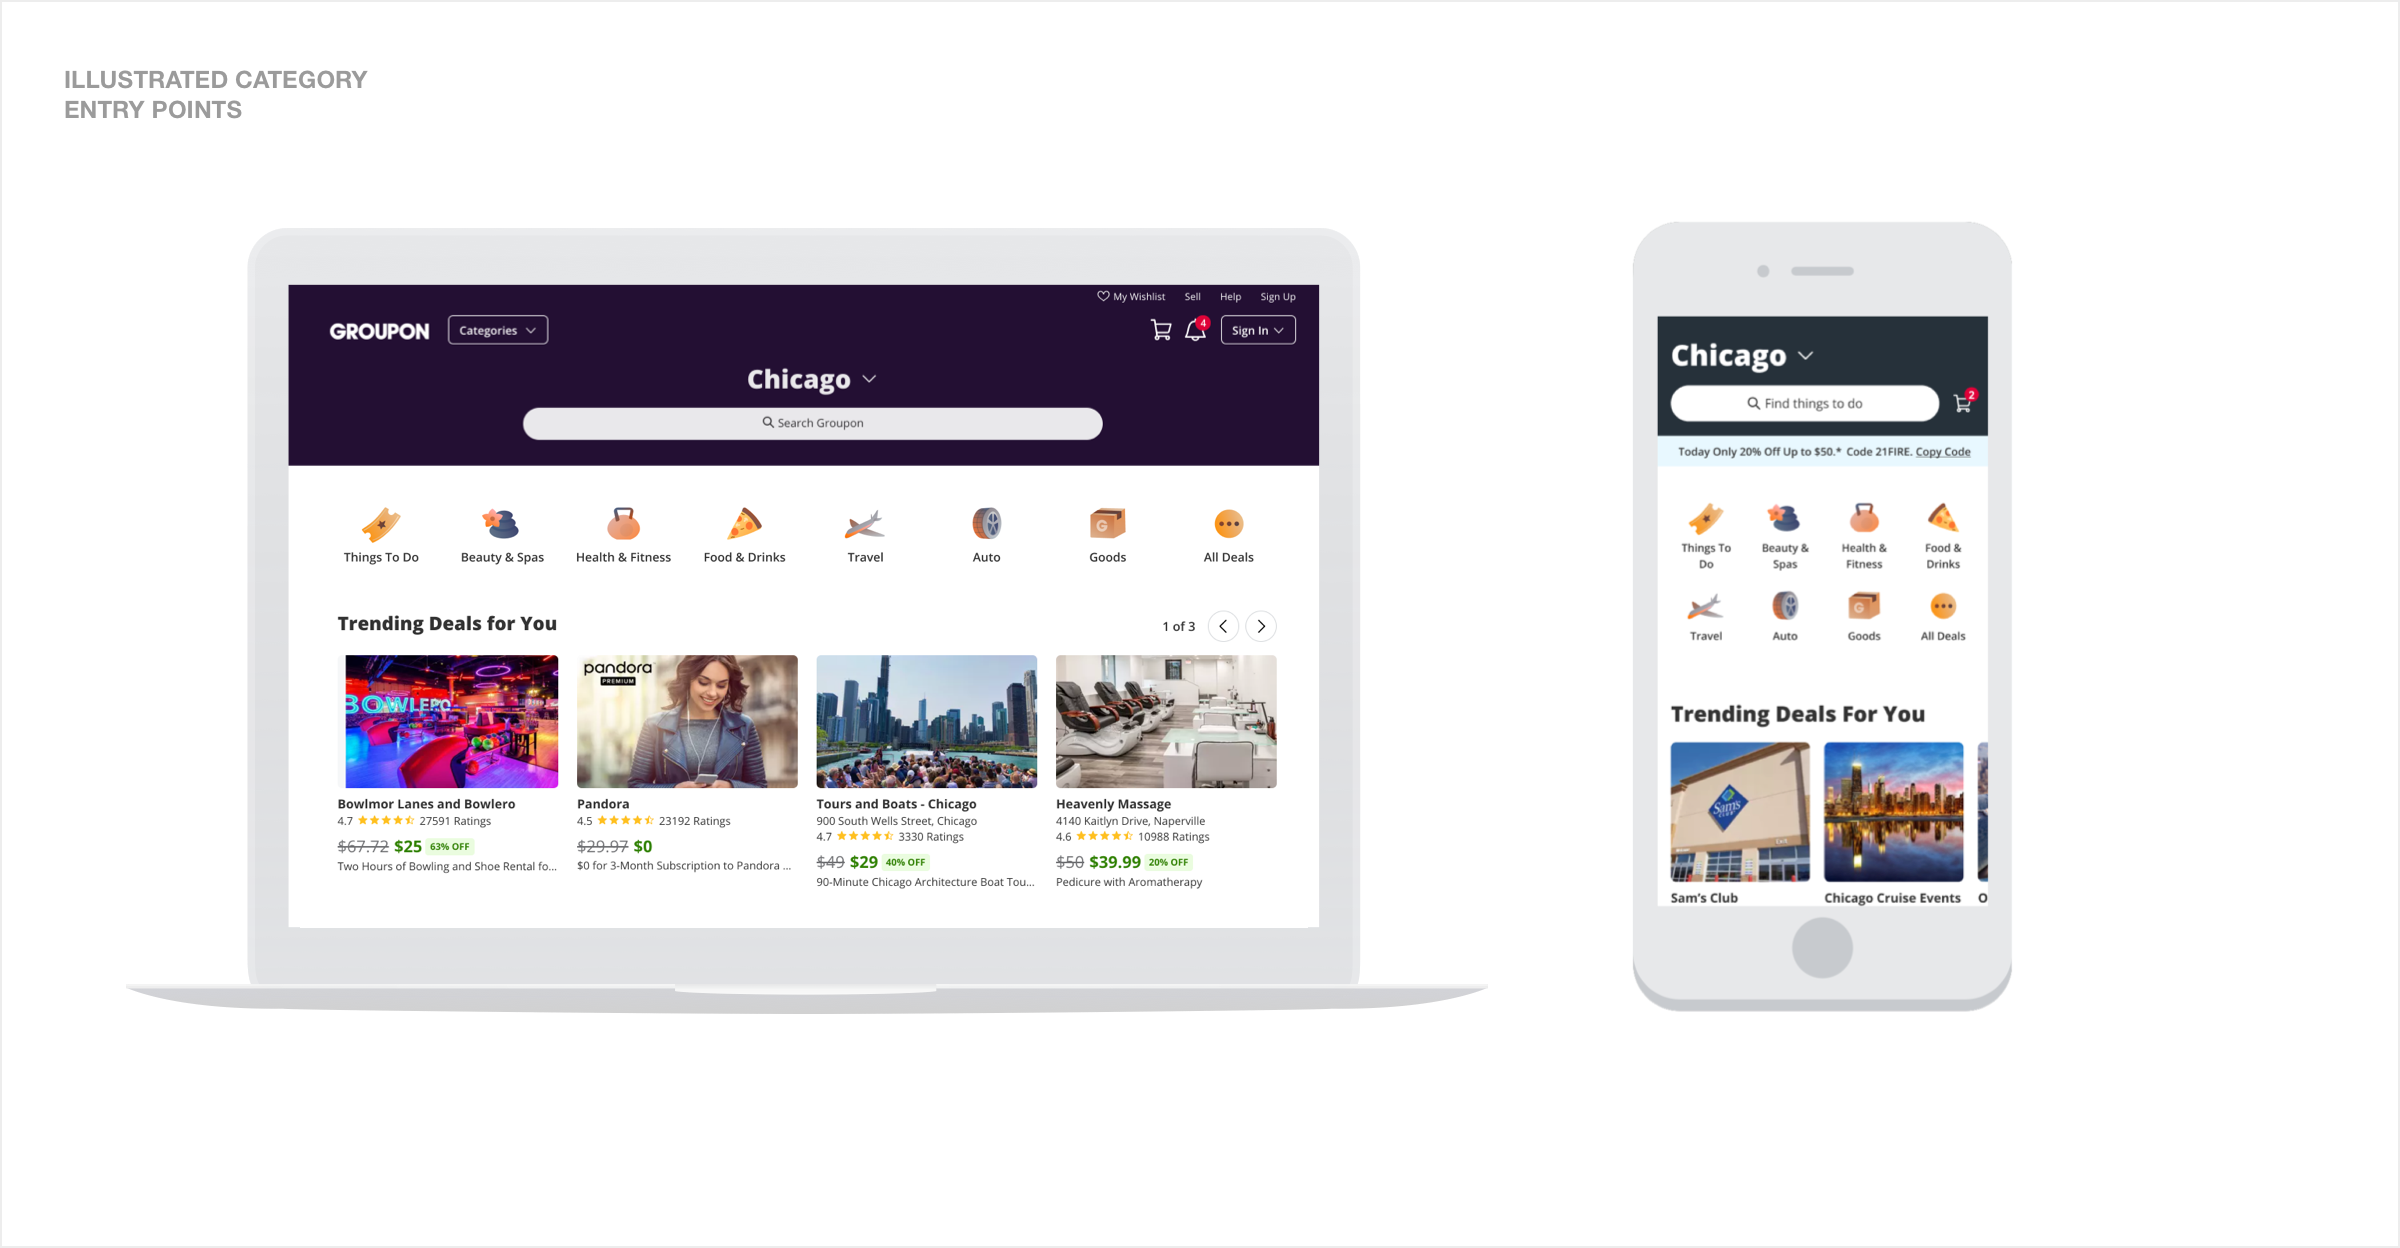 ILLUSTRATED CATEGORY
ENTRY POINTS
My Wishlist Sell Help Sign Up
GROUPON Categories 4 Sign In
Chicago
Search Groupon
Things To Do Beauty & Spas Health & Fitness Food & Drinks Travel Auto G Goods All Deals
Trending Deals for You 1 of 3
BOWLERO
pandora
PREMIUM
Bowlmor Lanes and Bowlero
4.7 27591 Ratings
$67.72 $25 63% OFF
Two Hours of Bowling and Shoe Rental fo...
Pandora
4.5 23192 Ratings
$29.97 $0
$0 for 3-Month Subscription to Pandora ...
Tours and Boats - Chicago
900 South Wells Street, Chicago
4.7 3330 Ratings
$49 $29 40% OFF
90-Minute Chicago Architecture Boat Tou...
Heavenly Massage
4140 Kaitlyn Drive, Naperville
4.6 10988 Ratings
$50 $39.99 20% OFF
Pedicure with Aromatherapy
Chicago
Find things to do 2
Today Only 20% Off Up to $50.* Code 21FIRE. Copy Code
Things To
Do
Beauty &
Spas
Health &
Fitness
Food &
Drinks
Travel Auto G Goods All Deals
Trending Deals For You
Sam's
CLUB
Sam's Club Chicago Cruise Events O